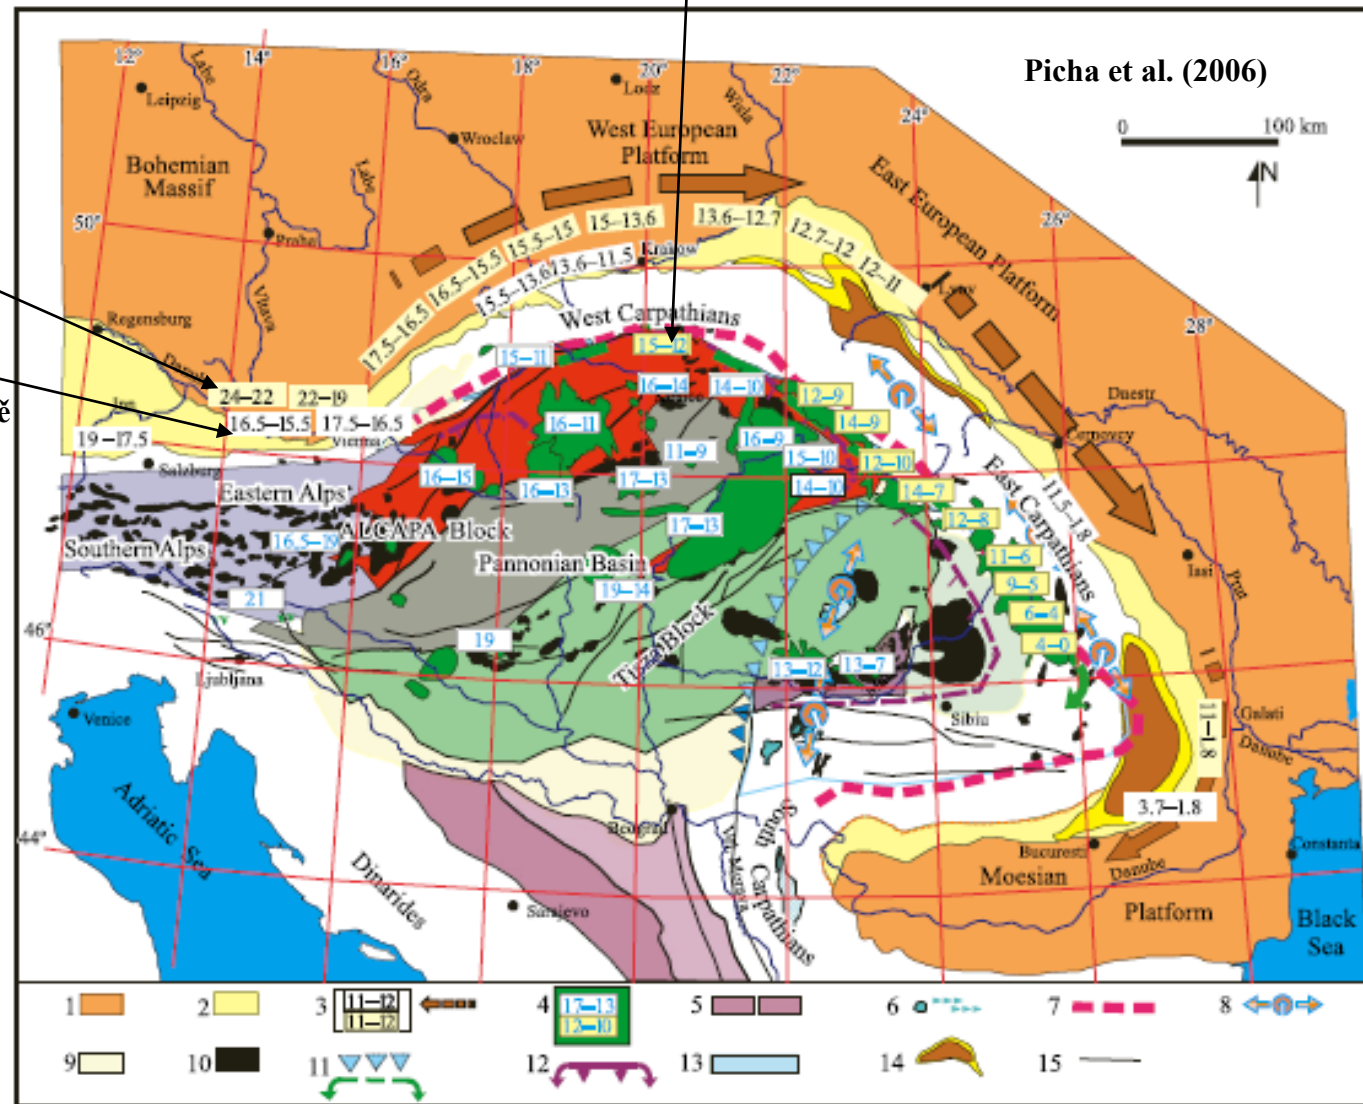 Picha et al. (2006)
0 100 km
N
12° 14° 16° 18° 20° 22° 24° 26° 28°
50°
46°
44°
Labe
Odra
Wisla
Leipzig
Lodz
Wroclaw
West European
Platform
Bohemian
Massif
Labe
East European Platform
Praha
Vltava
Krakow
13.6–12.7
12.7–12
12–11
15–13.6
15.5–15
16.5–15.5
17.5–16.5
13.6–11.5
15.5–13.6
West Carpathians
Regensburg
Inn
24–22
22–19
16.5–15.5
17.5–16.5
19–17.5
Vienna
ě
Salzburg
15–11
15–12
16–14
14–10
12–9
14–9
16–11
16–9
11–9
15–10
12–10
14–10
14–7
16–15
16–13
17–13
17–13
12–8
11–6
9–5
6–4
4–0
Dnestr
Cernovcy
East Carpathians
11.5–1.8
Eastern Alps
ALCAPA Block
Southern Alps
16.5–19
Pannonian Basin
19–14
21
19
Tisza Block
13–12
13–7
Iasi
Prut
Ljubljana
Venice
Sibiu
11–8
Galati
Danube
3.7–1.8
Adriatic Sea
Dinarides
Beograd
Sarajevo
South Carpathians
Bucuresti
Danube
Moesian
Platform
Constanta
Black
Sea
1 2 3 11–12 11–12 4 17–13 12–10 5 6 7 8
9 10 11 12 13 14 15